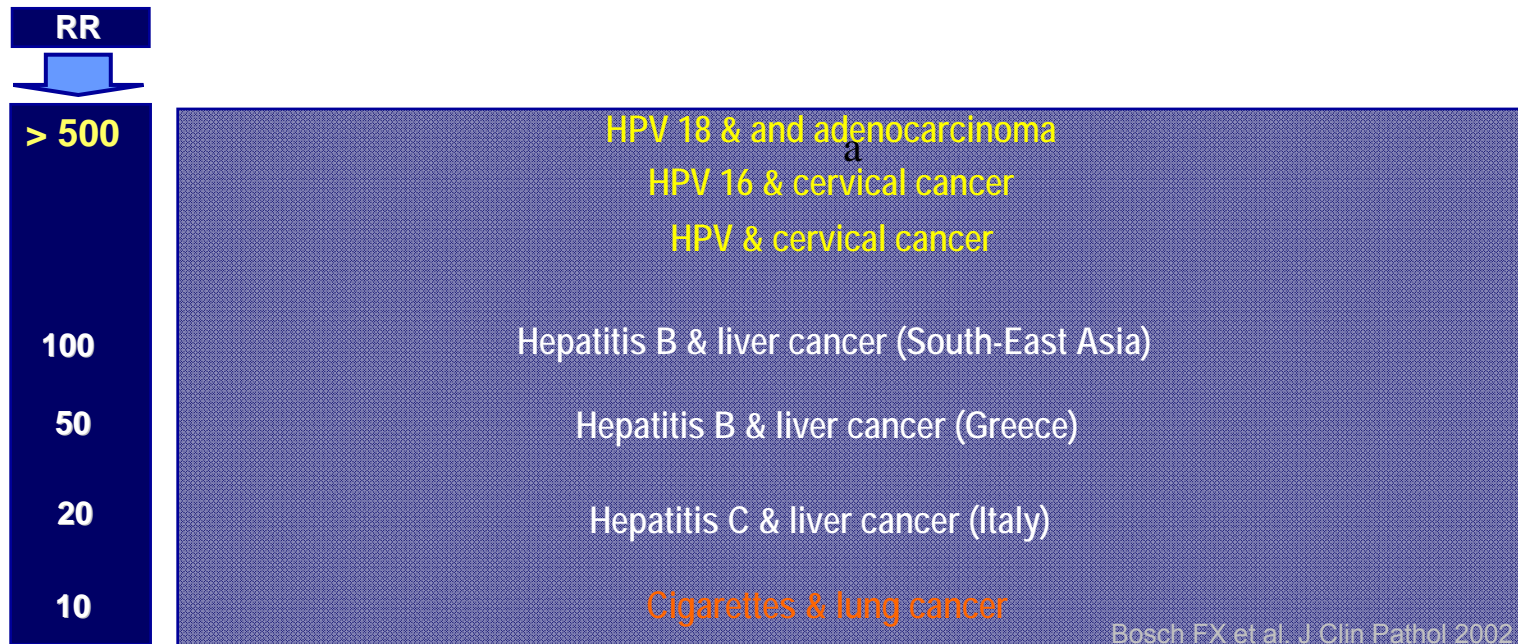 RR
> 500 HPV 18 & and adenocarcinoma
a
HPV 16 & cervical cancer
HPV & cervical cancer
100 Hepatitis B & liver cancer (South-East Asia)
50 Hepatitis B & liver cancer (Greece)
20 Hepatitis C & liver cancer (Italy)
10 Cigarettes & lung cancer
Bosch FX et al. J Clin Pathol 2002